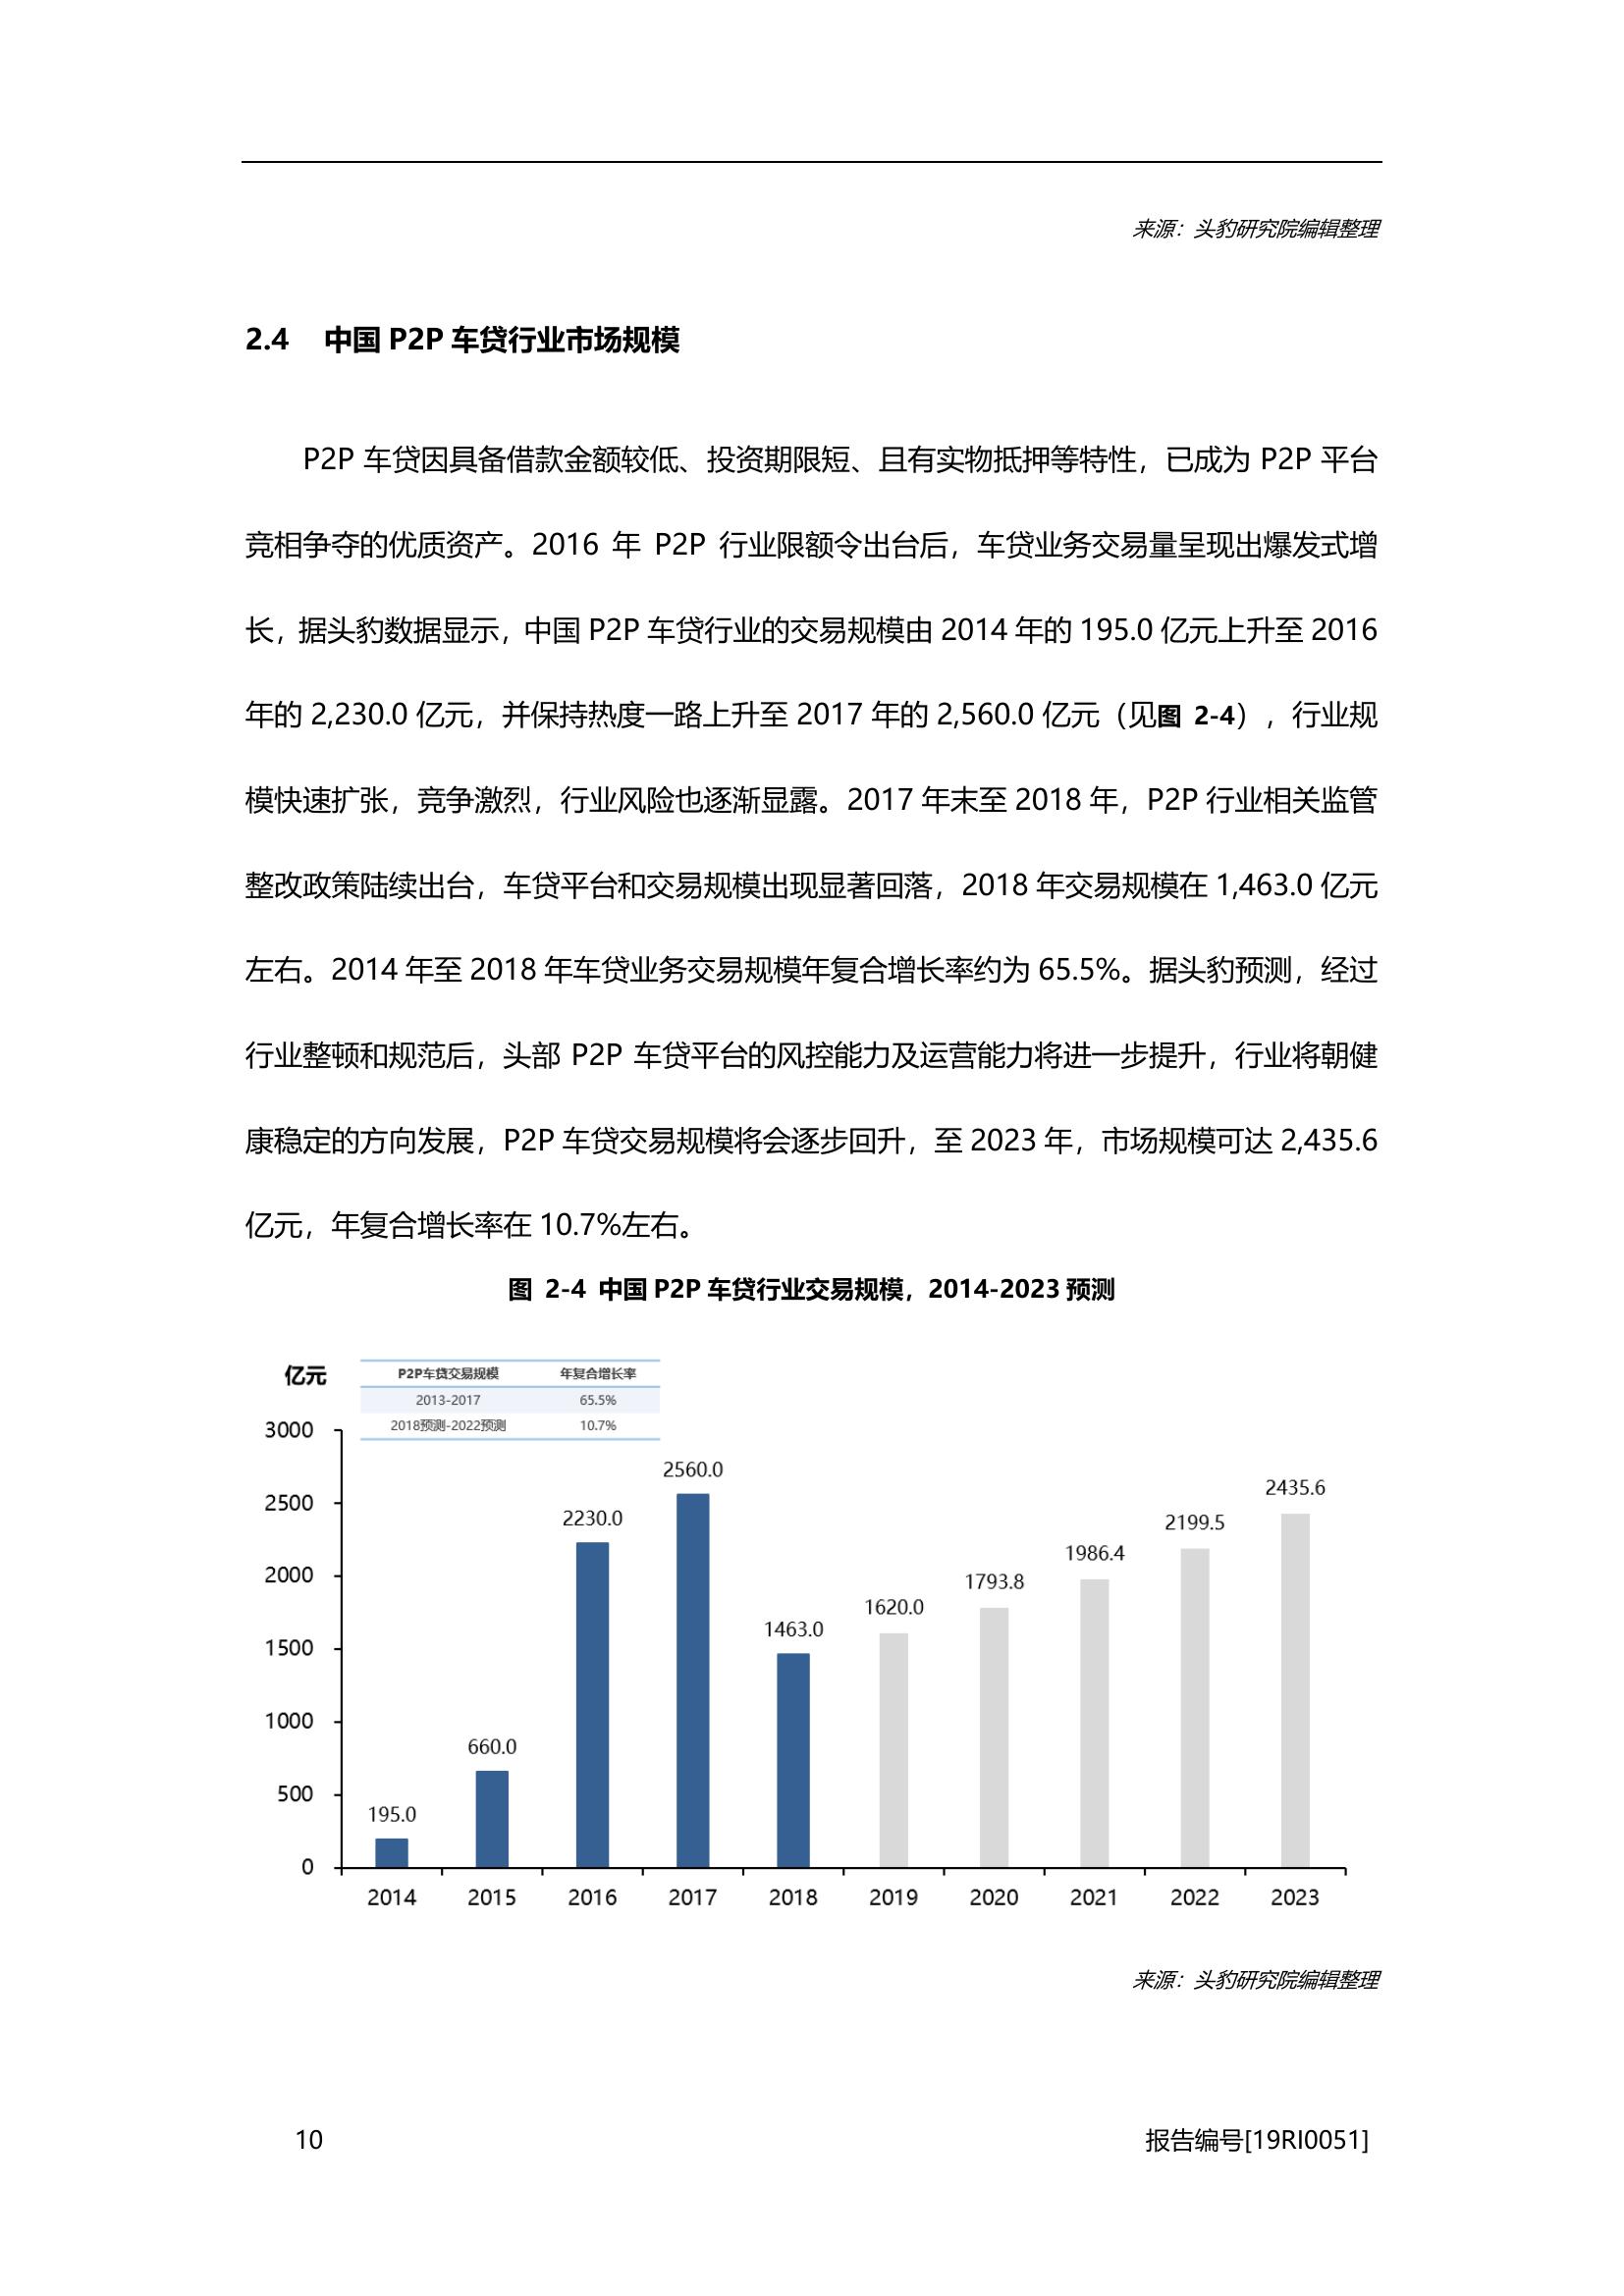 来源：头豹研究院编辑整理
2.4 中国 P2P 车贷行业市场规模
P2P 车贷因具备借款金额较低、投资期限短、且有实物抵押等特性，已成为 P2P 平台
竞相争夺的优质资产。2016 年 P2P 行业限额令出台后，车贷业务交易量呈现出爆发式增
长，据头豹数据显示，中国 P2P 车贷行业的交易规模由 2014 年的 195.0 亿元上升至 2016
年的 2,230.0 亿元，并保持热度一路上升至 2017 年的 2,560.0 亿元（见图 2-4），行业规
模快速扩张，竞争激烈，行业风险也逐渐显露。2017 年末至 2018 年，P2P 行业相关监管
整改政策陆续出台，车贷平台和交易规模出现显著回落，2018 年交易规模在 1,463.0 亿元
左右。2014 年至 2018 年车贷业务交易规模年复合增长率约为 65.5%。据头豹预测，经过
行业整顿和规范后，头部 P2P 车贷平台的风控能力及运营能力将进一步提升，行业将朝健
康稳定的方向发展，P2P 车贷交易规模将会逐步回升，至 2023 年，市场规模可达 2,435.6
亿元，年复合增长率在 10.7%左右。
图 2-4 中国 P2P 车贷行业交易规模，2014-2023 预测
亿元
P2P车贷交易规模 年复合增长率
2013-2017 65.5%
2018预测-2022预测 10.7%
3000
2500
2000
1500
1000
500
0
195.0
660.0
2230.0
2560.0
1463.0
1620.0
1793.8
1986.4
2199.5
2435.6
2014 2015 2016 2017 2018 2019 2020 2021 2022 2023
来源：头豹研究院编辑整理
10 报告编号[19RI0051]